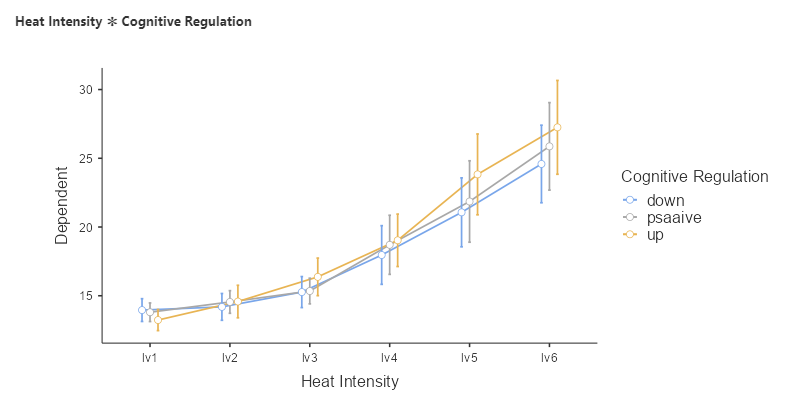 Heat Intensity ✻ Cognitive Regulation
30
25
20
15
Dependent
lv1 lv2 lv3 lv4 lv5 lv6
Heat Intensity
Cognitive Regulation
down
psaaive
up